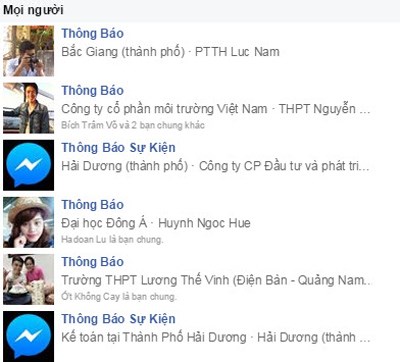 Mọi người
Thông Báo
Bắc Giang (thành phố) · PTTH Luc Nam
Thông Báo
Công ty cổ phần môi trường Việt Nam · THPT Nguyễn ...
Bích Trâm Võ và 2 bạn chung khác
Thông Báo Sự Kiện
Hải Dương (thành phố) · Công ty CP Đầu tư và phát tri...
Thông Báo
Đại học Đông Á · Huynh Ngoc Hue
Hadoan Lu là bạn chung.
Thông Báo
Trường THPT Lương Thế Vinh (Điện Bàn - Quảng Nam...
Ớt Không Cay là bạn chung.
Thông Báo Sự Kiện
Kế toán tại Thành Phố Hải Dương · Hải Dương (thành ...